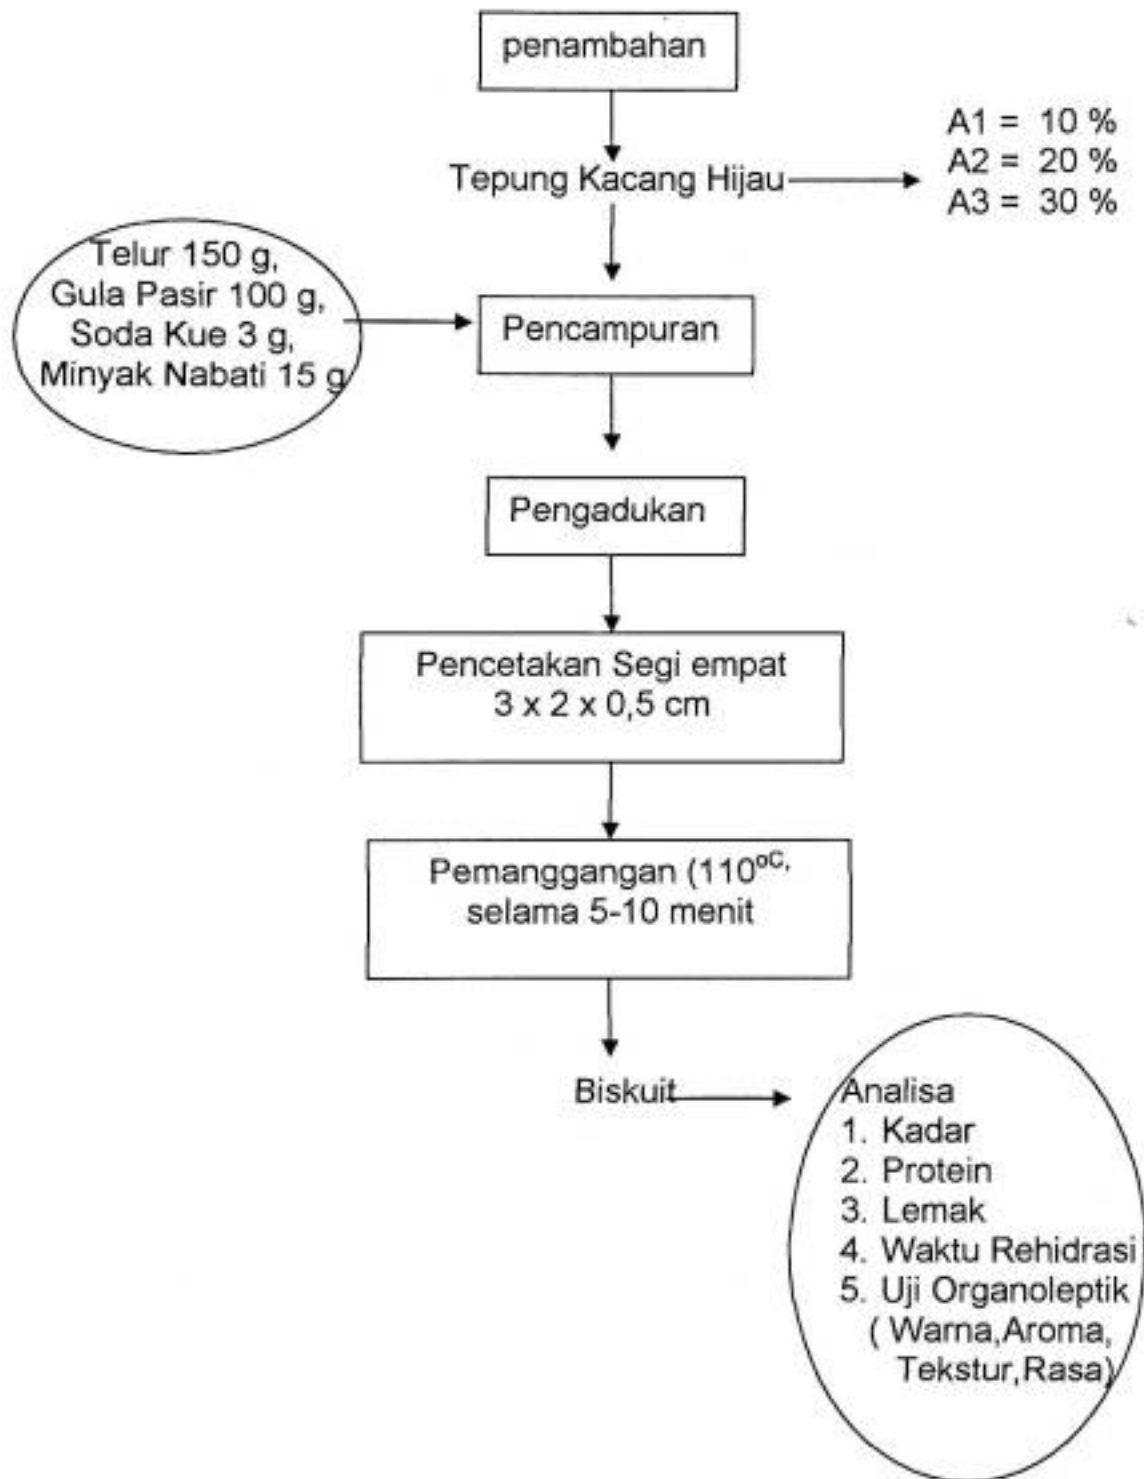 penambahan
A1 = 10 %
A2 = 20 %
A3 = 30 %
Tepung Kacang Hijau
Telur 150 g,
Gula Pasir 100 g,
Soda Kue 3 g,
Minyak Nabati 15 g
Pencampuran
Pengadukan
Pencetakan Segi empat
3 x 2 x 0,5 cm
Pemanggangan (110oC,
selama 5-10 menit
Biskuit
Analisa
1. Kadar
2. Protein
3. Lemak
4. Waktu Rehidrasi
5. Uji Organoleptik
( Warna,Aroma,
Tekstur,Rasa)